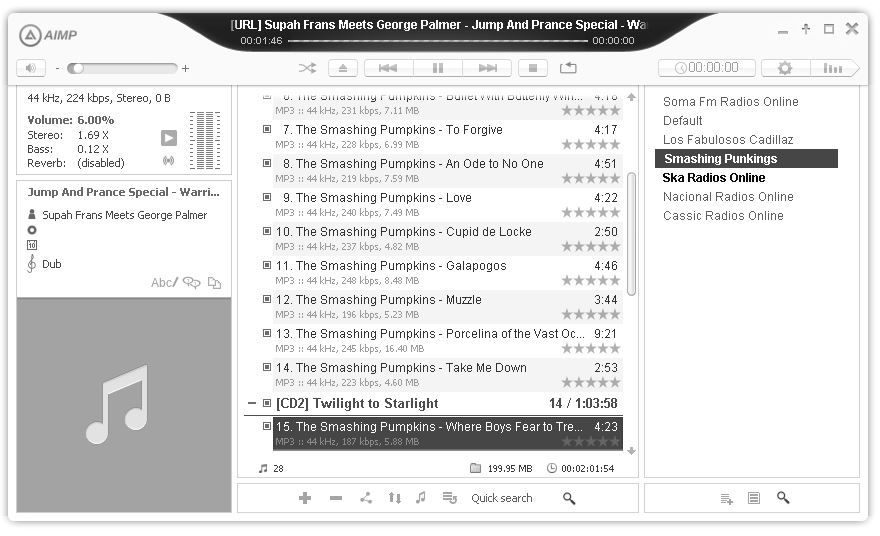 [URL] Supah Frans Meets George Palmer - Jump And Prance Special - Wa
AIMP
00:01:46 00:00:00
- +
00:00:00
44 kHz, 224 kbps, Stereo, 0 B
Volume: 6.00%
Stereo: 1.69 X
Bass: 0.12 X
Reverb: (disabled)
Jump And Prance Special - Warri...
Supah Frans Meets George Palmer
10
Dub
Abc/
6. The Smashing Pumpkins - Bullet With Butterfly Win... 4:18
MP3 :: 44 kHz, 231 kbps, 7.11 MB
7. The Smashing Pumpkins - To Forgive 4:17
MP3 :: 44 kHz, 228 kbps, 6.99 MB
8. The Smashing Pumpkins - An Ode to No One 4:51
MP3 :: 44 kHz, 219 kbps, 7.59 MB
9. The Smashing Pumpkins - Love 4:22
MP3 :: 44 kHz, 240 kbps, 7.49 MB
10. The Smashing Pumpkins - Cupid de Locke 2:50
MP3 :: 44 kHz, 237 kbps, 4.82 MB
11. The Smashing Pumpkins - Galapogos 4:46
MP3 :: 44 kHz, 248 kbps, 8.48 MB
12. The Smashing Pumpkins - Muzzle 3:44
MP3 :: 44 kHz, 196 kbps, 5.23 MB
13. The Smashing Pumpkins - Porcelina of the Vast Oc... 9:21
MP3 :: 44 kHz, 245 kbps, 16.40 MB
14. The Smashing Pumpkins - Take Me Down 2:53
MP3 :: 44 kHz, 223 kbps, 4.60 MB
[CD2] Twilight to Starlight 14 / 1:03:58
15. The Smashing Pumpkins - Where Boys Fear to Tre... 4:23
MP3 :: 44 kHz, 187 kbps, 5.88 MB
28 199.95 MB 00:02:01:54
Quick search
Soma Fm Radios Online
Default
Los Fabulosos Cadillaz
Smashing Punkings
Ska Radios Online
Nacional Radios Online
Cassic Radios Online